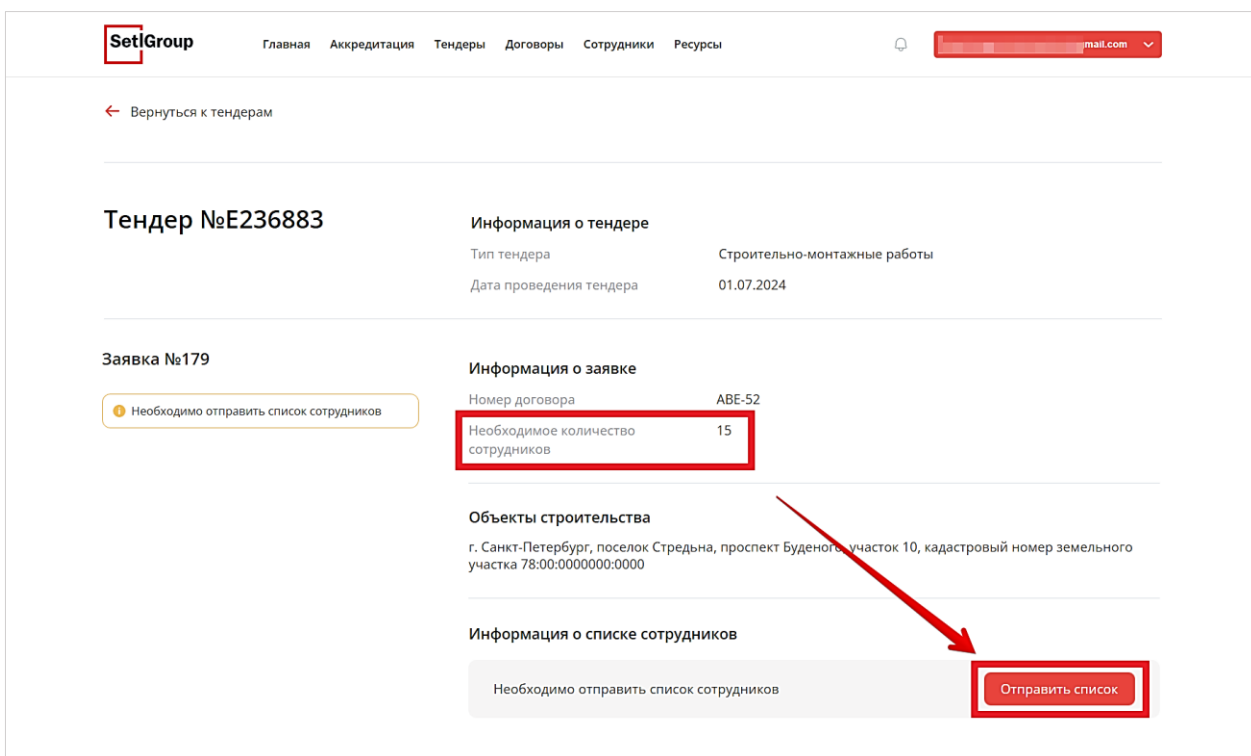 SetlGroup
Главная Аккредитация Тендеры Договоры Сотрудники Ресурсы
mail.com
Вернуться к тендерам
Тендер №E236883
Информация о тендере
Тип тендера Строительно-монтажные работы
Дата проведения тендера 01.07.2024
Заявка №179
Необходимо отправить список сотрудников
Информация о заявке
Номер договора АВЕ-52
Необходимое количество 15
сотрудников
Объекты строительства
г. Санкт-Петербург, поселок Стредьна, проспект Буденого, участок 10, кадастровый номер земельного
участка 78:00:0000000:0000
Информация о списке сотрудников
Необходимо отправить список сотрудников Отправить список